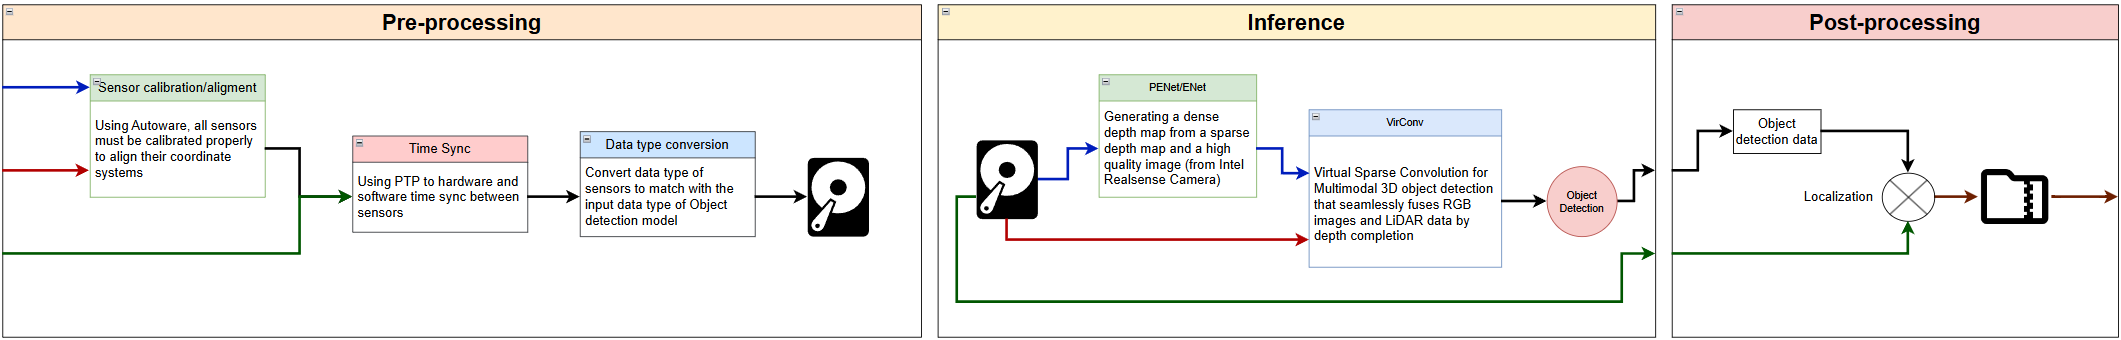 Pre-processing
Sensor calibration/aligment
Using Autoware, all sensors
must be calibrated properly
to align their coordinate
systems
Time Sync
Using PTP to hardware and
software time sync between
sensors
Data type conversion
Convert data type of
sensors to match with the
input data type of Object
detection model
Inference
PENet/ENet
Generating a dense
depth map from a sparse
depth map and a high
quality image (from Intel
Realsense Camera)
VirConv
Virtual Sparse Convolution for
Multimodal 3D object detection
that seamlessly fuses RGB
images and LiDAR data by
depth completion
Object
Detection
Post-processing
Object
detection data
Localization